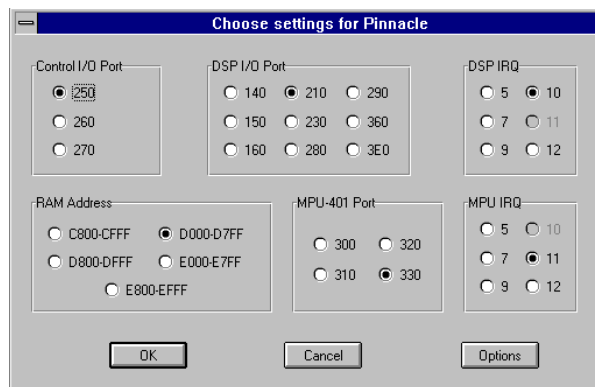 Choose settings for Pinnacle
Control I/O Port
250
260
270
DSP I/O Port
140 210 290
150 230 360
160 280 3E0
DSP IRQ
5 10
7 11
9 12
RAM Address
C800-CFFF D000-D7FF
D800-DFFF E000-E7FF
E800-EFFF
MPU-401 Port
300 320
310 330
MPU IRQ
5 10
7 11
9 12
OK Cancel Options